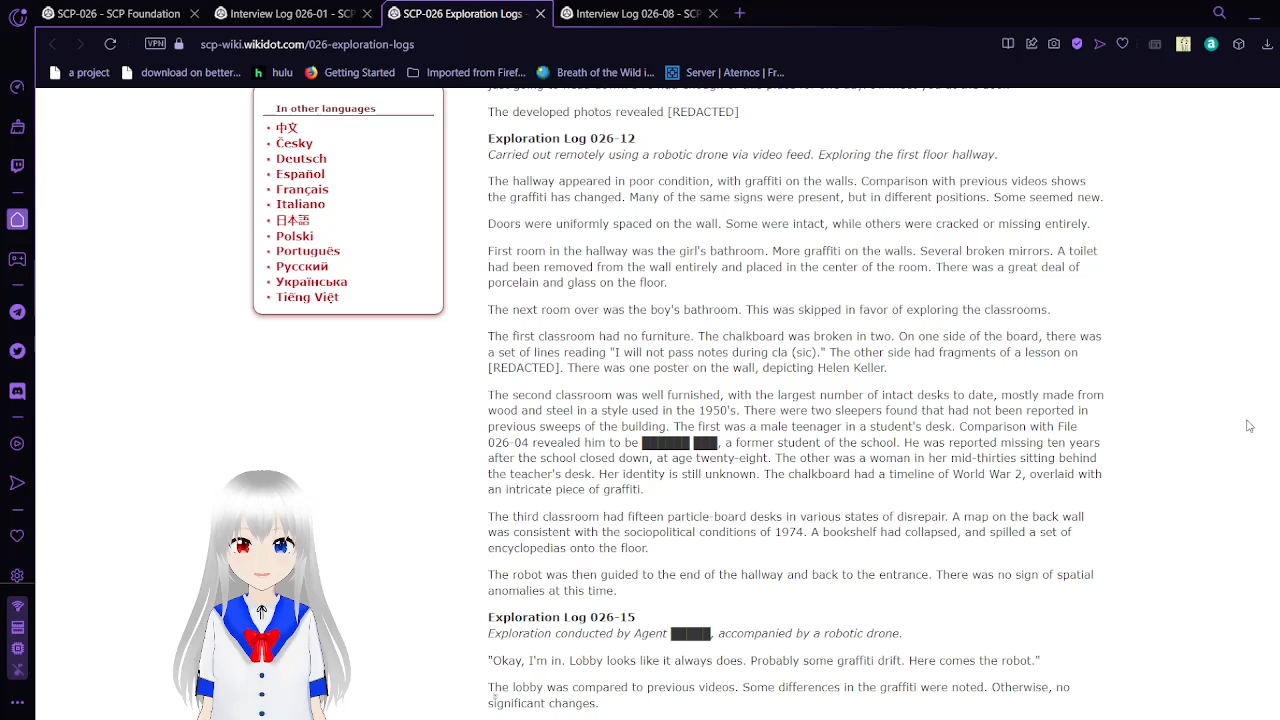 SCP-026 - SCP Foundation
Interview Log 026-01 - SC
SCP-026 Exploration Logs -
Interview Log 026-08 - SC
VPN
scp-wiki.wikidot.com/026-exploration-logs
a project
download on better...
hulu
Getting Started
Imported from Firef...
Breath of the Wild i...
Server | Aternos | Fr...
In other languages
中文
Česky
Deutsch
Español
Français
Italiano
日本語
Polski
Português
Русский
Українська
Tiếng Việt
The developed photos revealed [REDACTED]
Exploration Log 026-12
Carried out remotely using a robotic drone via video feed. Exploring the first floor hallway.
The hallway appeared in poor condition, with graffiti on the walls. Comparison with previous videos shows
the graffiti has changed. Many of the same signs were present, but in different positions. Some seemed new.
Doors were uniformly spaced on the wall. Some were intact, while others were cracked or missing entirely.
First room in the hallway was the girl's bathroom. More graffiti on the walls. Several broken mirrors. A toilet
had been removed from the wall entirely and placed in the center of the room. There was a great deal of
porcelain and glass on the floor.
The next room over was the boy's bathroom. This was skipped in favor of exploring the classrooms.
The first classroom had no furniture. The chalkboard was broken in two. On one side of the board, there was
a set of lines reading "I will not pass notes during cla (sic)." The other side had fragments of a lesson on
[REDACTED]. There was one poster on the wall, depicting Helen Keller.
The second classroom was well furnished, with the largest number of intact desks to date, mostly made from
wood and steel in a style used in the 1950's. There were two sleepers found that had not been reported in
previous sweeps of the building. The first was a male teenager in a student's desk. Comparison with File
026-04 revealed him to be ██████ ███, a former student of the school. He was reported missing ten years
after the school closed down, at age twenty-eight. The other was a woman in her mid-thirties sitting behind
the teacher's desk. Her identity is still unknown. The chalkboard had a timeline of World War 2, overlaid with
an intricate piece of graffiti.
The third classroom had fifteen particle-board desks in various states of disrepair. A map on the back wall
was consistent with the sociopolitical conditions of 1974. A bookshelf had collapsed, and spilled a set of
encyclopedias onto the floor.
The robot was then guided to the end of the hallway and back to the entrance. There was no sign of spatial
anomalies at this time.
Exploration Log 026-15
Exploration conducted by Agent █████, accompanied by a robotic drone.
"Okay, I'm in. Lobby looks like it always does. Probably some graffiti drift. Here comes the robot."
The lobby was compared to previous videos. Some differences in the graffiti were noted. Otherwise, no
significant changes.